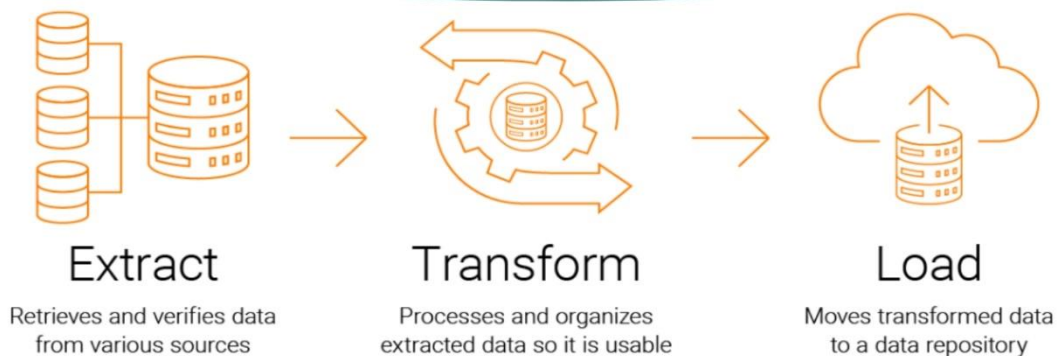 Extract
Retrieves and verifies data
from various sources
Transform
Processes and organizes
extracted data so it is usable
Load
Moves transformed data
to a data repository